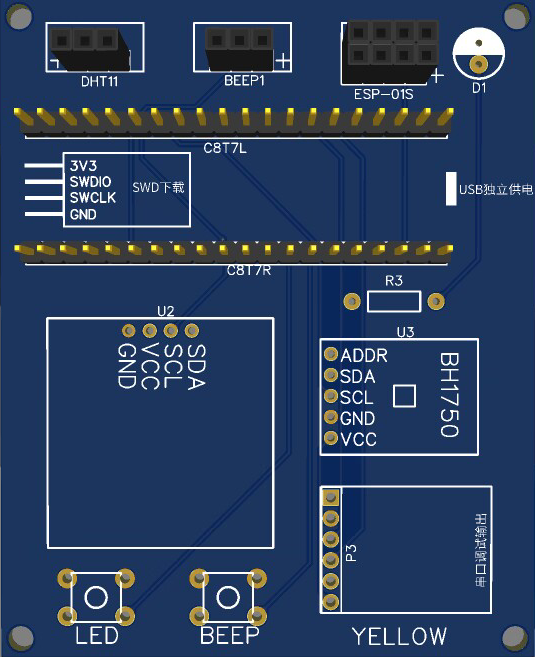 DHT11
BEEP1
ESP-01S
D1
C8T7L
3V3
SWDIO
SWCLK
GND
SWD下载
USB独立供电
C8T7R
R3
U2
GND
VCC
SCL
SDA
U3
ADDR
SDA
SCL
GND
VCC
BH1750
P3
串口调试输出
LED
BEEP
YELLOW